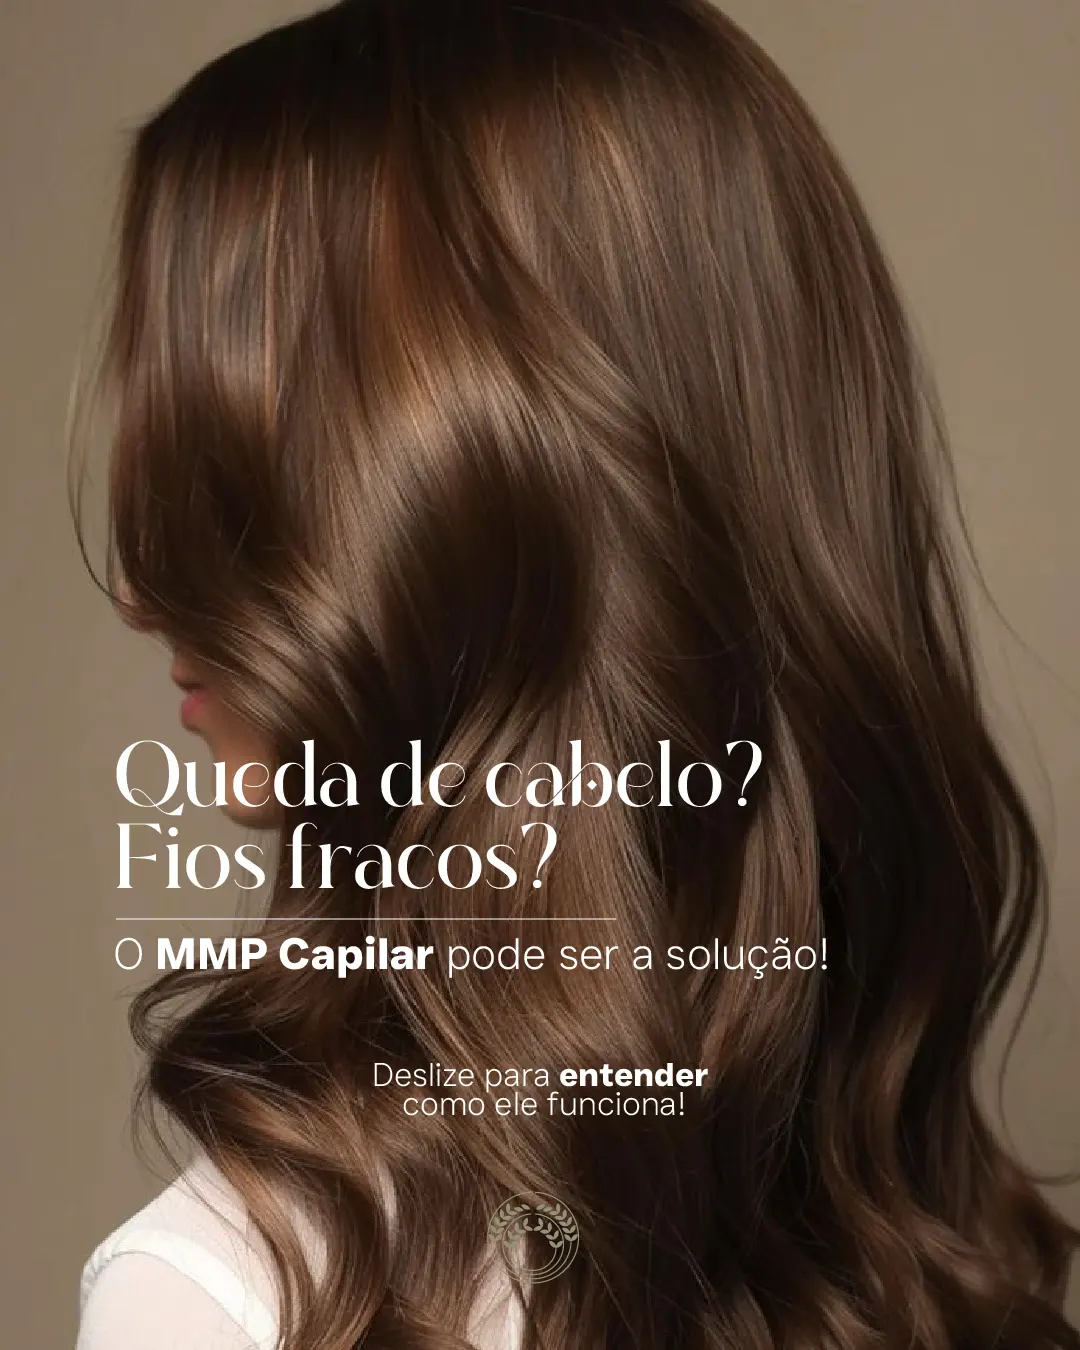 Queda de cabelo?
Fios fracos?
O MMP Capilar pode ser a solução!
Deslize para entender
como ele funciona!